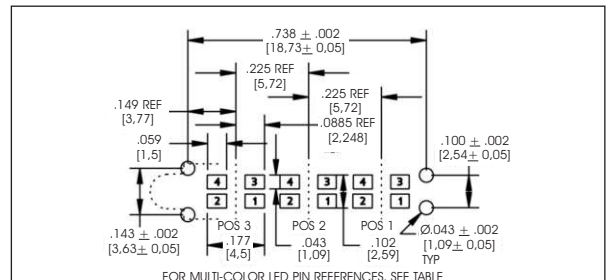 .738 ± .002
[18,73± 0,05]
.225 REF
[5,72]
.225 REF
[5,72]
.149 REF
[3,77]
.0885 REF
[2,248]
.059
[1,5]
.100 ± .002
[2,54± 0,05]
4 3 4 3 4 3
2 1 2 1 2 1
POS 3 POS 2 POS 1
.143 ± .002
[3,63± 0,05]
.177
[4,5]
.043
[1,09]
.102
[2,59]
Ø.043 ± .002
[1,09± 0,05]
TYP
FOR MULTI-COLOR LED PIN REFERENCES, SEE TABLE